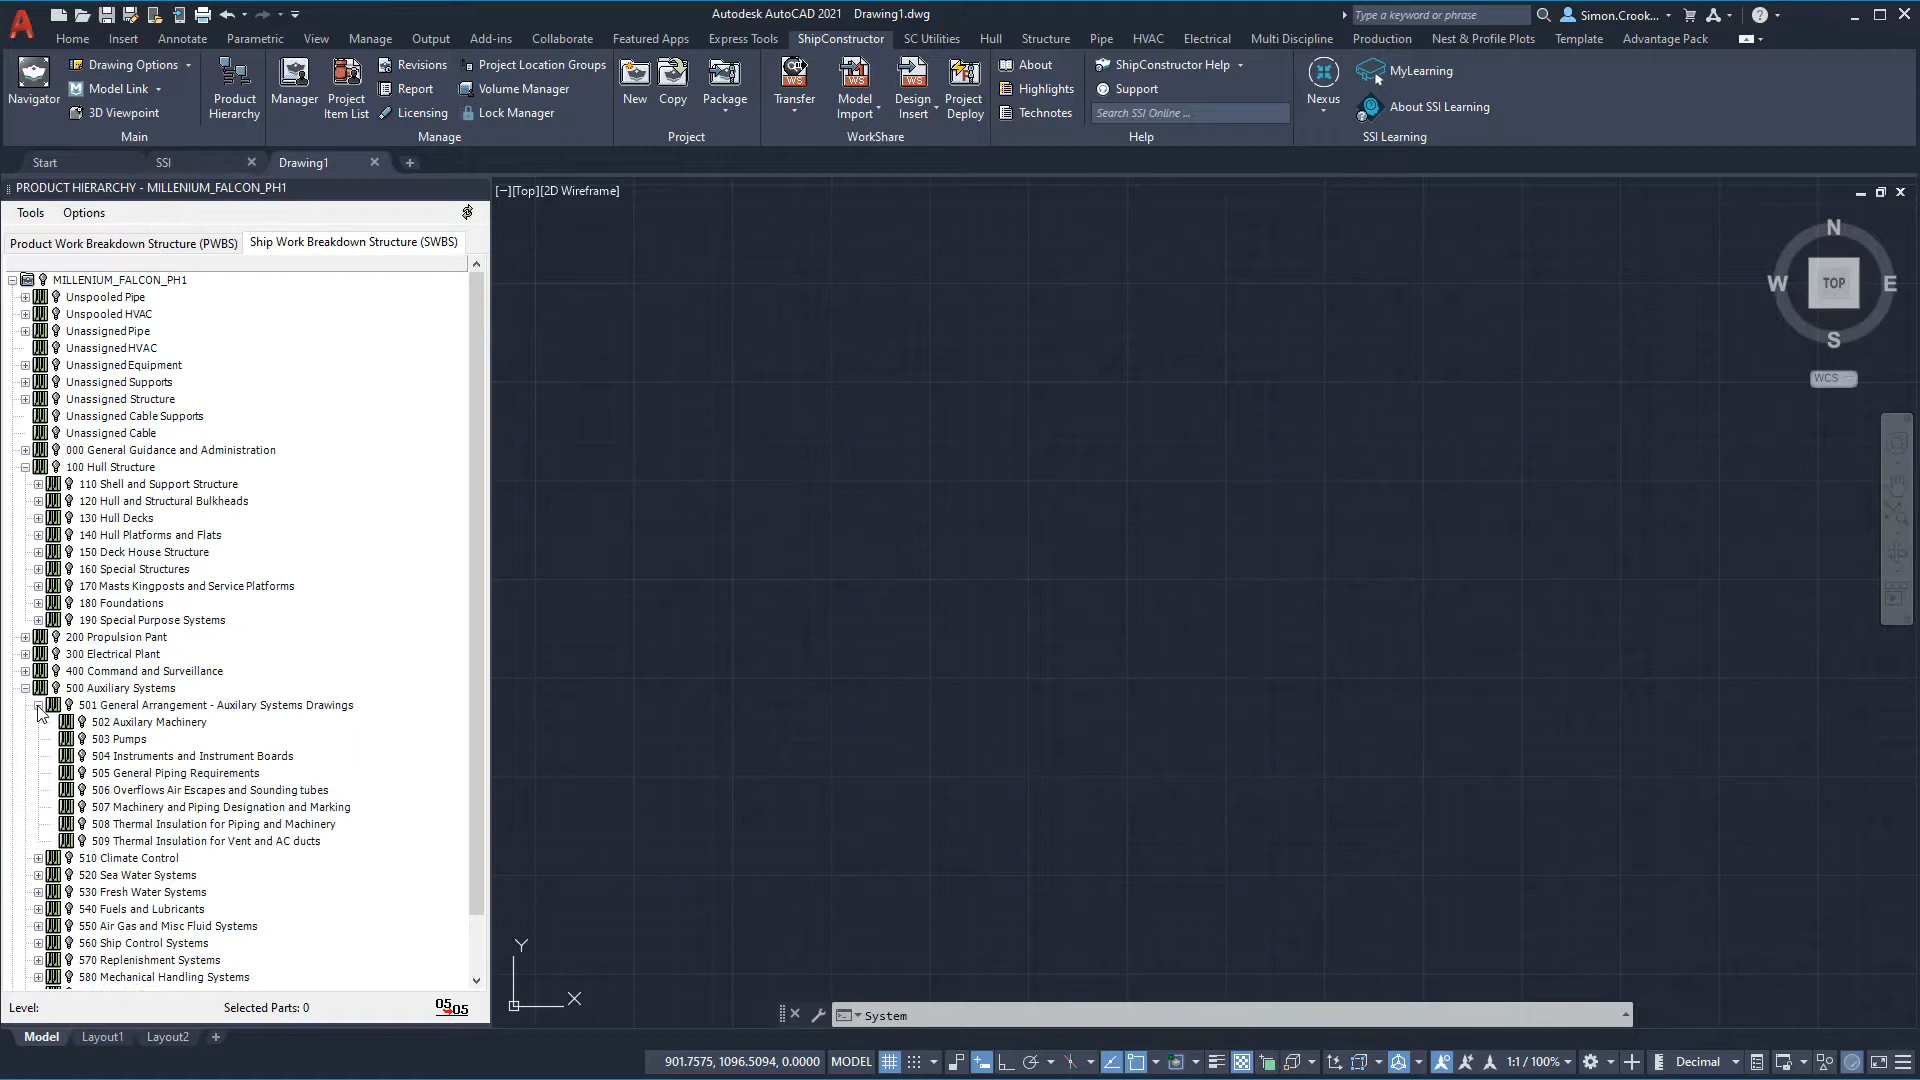 Autodesk AutoCAD 2021 Drawing1.dwg
Type a keyword or phrase
Simon.Crook...
Home Insert Annotate Parametric View Manage Output Add-ins Collaborate Featured Apps Express Tools ShipConstructor SC Utilities Hull Structure Pipe HVAC Electrical Multi Discipline Production Nest & Profile Plots Template Advantage Pack
Navigator
Drawing Options
Model Link
3D Viewpoint
Product Hierarchy
Main
Manager
Project Item List
Revisions
Report
Licensing
Project Location Groups
Volume Manager
Lock Manager
Manage
New
Copy
Package
Project
Transfer
Model Import
Design Insert
Project Deploy
WorkShare
About
Highlights
Technotes
ShipConstructor Help
Support
Search SSI Online ...
Help
Nexus
MyLearning
About SSI Learning
SSI Learning
Start SSI Drawing1
PRODUCT HIERARCHY - MILLENIUM_FALCON_PH1
Tools Options
Product Work Breakdown Structure (PWBS) Ship Work Breakdown Structure (SWBS)
MILLENIUM_FALCON_PH1
Unspooled Pipe
Unspooled HVAC
Unassigned Pipe
Unassigned HVAC
Unassigned Equipment
Unassigned Supports
Unassigned Structure
Unassigned Cable Supports
Unassigned Cable
000 General Guidance and Administration
100 Hull Structure
110 Shell and Support Structure
120 Hull and Structural Bulkheads
130 Hull Decks
140 Hull Platforms and Flats
150 Deck House Structure
160 Special Structures
170 Masts Kingposts and Service Platforms
180 Foundations
190 Special Purpose Systems
200 Propulsion Pant
300 Electrical Plant
400 Command and Surveillance
500 Auxiliary Systems
501 General Arrangement - Auxilary Systems Drawings
502 Auxilary Machinery
503 Pumps
504 Instruments and Instrument Boards
505 General Piping Requirements
506 Overflows Air Escapes and Sounding tubes
507 Machinery and Piping Designation and Marking
508 Thermal Insulation for Piping and Machinery
509 Thermal Insulation for Vent and AC ducts
510 Climate Control
520 Sea Water Systems
530 Fresh Water Systems
540 Fuels and Lubricants
550 Air Gas and Misc Fluid Systems
560 Ship Control Systems
570 Replenishment Systems
580 Mechanical Handling Systems
Level: Selected Parts: 0
05 05
[−][Top][2D Wireframe]
N
W TOP E
S
WCS
Y
X
System
Model Layout1 Layout2
901.7575, 1096.5094, 0.0000 MODEL 1:1 / 100% Decimal